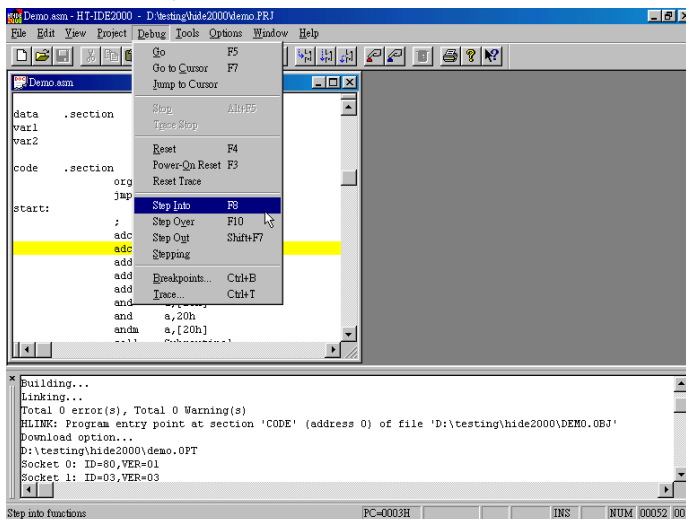 Demo.asm - HT-IDE2000 - D:\testing\hide2000\demo.PRJ
File Edit View Project Debug Tools Options Window Help
Demo.asm
data .section
var1
var2
code .section
org
jmp
start:
;
adc
adc
add
add
add
and a,[20h]
and a,20h
andm a,[20h]
Go F5
Go to Cursor F7
Jump to Cursor
Stop Alt+F5
Trace Stop
Reset F4
Power-On Reset F3
Reset Trace
Step Into F8
Step Over F10
Step Out Shift+F7
Stepping
Breakpoints... Ctrl+B
Trace... Ctrl+T
Building...
Linking...
Total 0 error(s), Total 0 Warning(s)
HLINK: Program entry point at section 'CODE' (address 0) of file 'D:\testing\hide2000\DEMO.OBJ'
Download option...
D:\testing\hide2000\demo.OPT
Socket 0: ID=80,VER=01
Socket 1: ID=03,VER=03
Step into functions PC=0003H INS NUM 00052 00